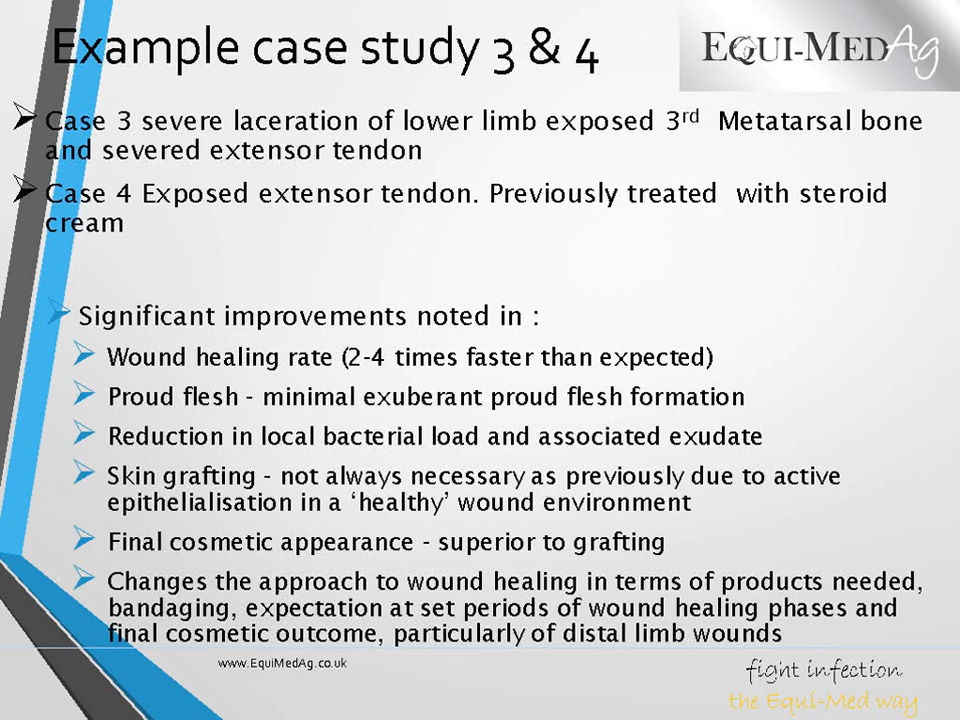 Example case study 3 & 4
EQUI-MED Ag
➢ Case 3 severe laceration of lower limb exposed 3rd Metatarsal bone
and severed extensor tendon
➢ Case 4 Exposed extensor tendon. Previously treated with steroid
cream
➢ Significant improvements noted in :
➢ Wound healing rate (2-4 times faster than expected)
➢ Proud flesh - minimal exuberant proud flesh formation
➢ Reduction in local bacterial load and associated exudate
➢ Skin grafting - not always necessary as previously due to active
epithelialisation in a ‘healthy’ wound environment
➢ Final cosmetic appearance - superior to grafting
➢ Changes the approach to wound healing in terms of products needed,
bandaging, expectation at set periods of wound healing phases and
final cosmetic outcome, particularly of distal limb wounds
www.EquiMedAg.co.uk
fight infection
the Equi-Med way